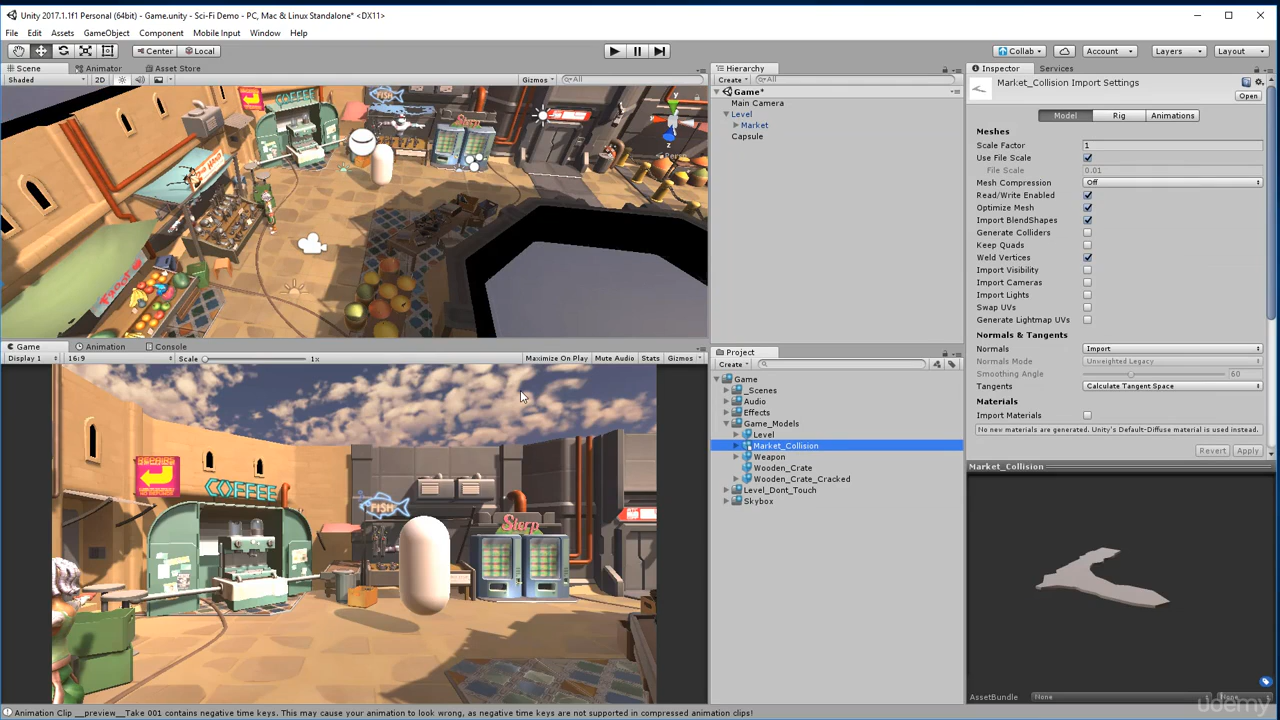 Unity 2017.1.1f1 Personal (64bit) - Game.unity - Sci-Fi Demo - PC, Mac & Linux Standalone* <DX11>
File Edit Assets GameObject Component Mobile Input Window Help
Center Local Collab Account Layers Layout
Scene Animator Asset Store
Shaded 2D Gizmos All
COFFEE
FISH
Sleep
Hierarchy
Create All
Game*
Main Camera
Level
Market
Capsule
Game Animation Console
Display 1 16:9 Scale 1x Maximize On Play Mute Audio Stats Gizmos
REPAIRS
COFFEE
FISH
Sleep
Project
Create
Game
_Scenes
Audio
Effects
Game_Models
Level
Market_Collision
Weapon
Wooden_Crate
Wooden_Crate_Cracked
Level_Dont_Touch
Skybox
Inspector Services
Market_Collision Import Settings
Open
Model Rig Animations
Meshes
Scale Factor 1
Use File Scale
File Scale 0.01
Mesh Compression Off
Read/Write Enabled
Optimize Mesh
Import BlendShapes
Generate Colliders
Keep Quads
Weld Vertices
Import Visibility
Import Cameras
Import Lights
Swap UVs
Generate Lightmap UVs
Normals & Tangents
Normals Import
Normals Mode Unweighted Legacy
Smoothing Angle 60
Tangents Calculate Tangent Space
Materials
Import Materials
No new materials are generated. Unity's Default-Diffuse material is used instead.
Revert Apply
Market_Collision
AssetBundle None None
Animation Clip __preview__Take 001 contains negative time keys. This may cause your animation to look wrong, as negative time keys are not supported in compressed animation clips!
udemy